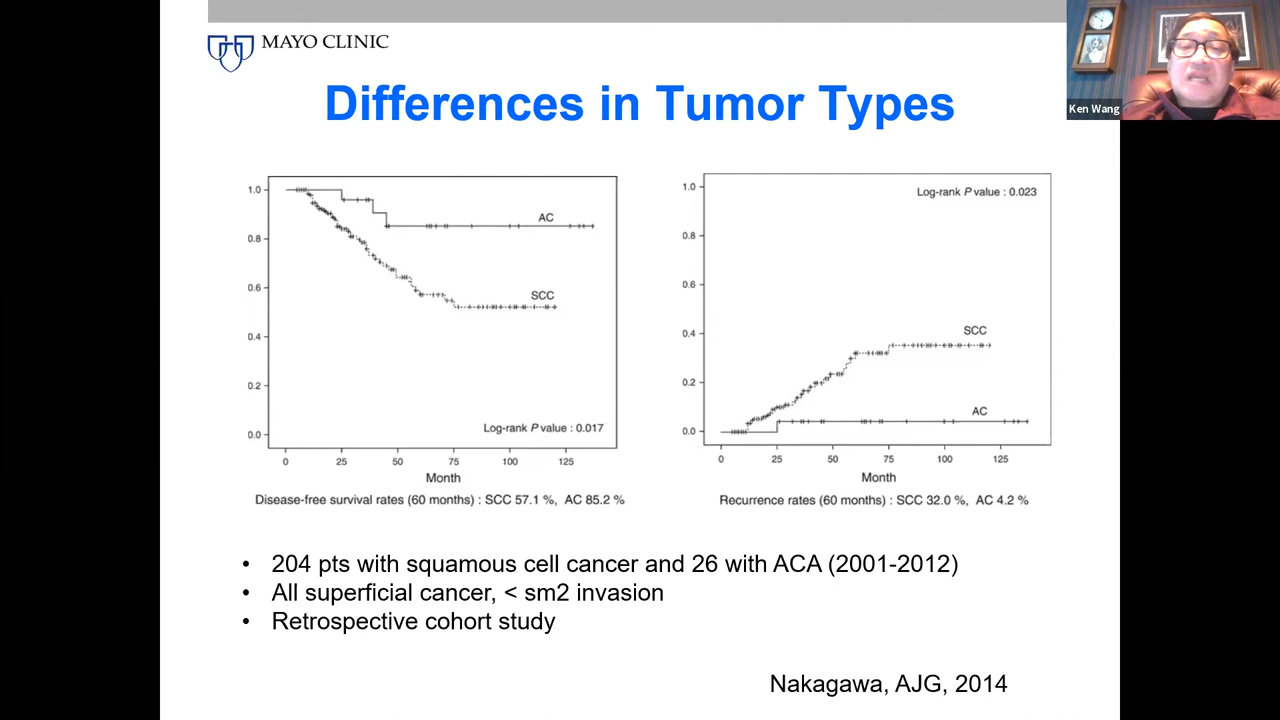 MAYO CLINIC
Ken Wang
Differences in Tumor Types
1.0
0.8
0.6
0.4
0.2
0.0
AC
SCC
Log-rank P value : 0.017
0 25 50 75 100 125
Month
Disease-free survival rates (60 months) : SCC 57.1 %, AC 85.2 %
Log-rank P value : 0.023
1.0
0.8
0.6
0.4
0.2
0.0
SCC
AC
0 25 50 75 100 125
Month
Recurrence rates (60 months) : SCC 32.0 %, AC 4.2 %
• 204 pts with squamous cell cancer and 26 with ACA (2001-2012)
• All superficial cancer, < sm2 invasion
• Retrospective cohort study
Nakagawa, AJG, 2014